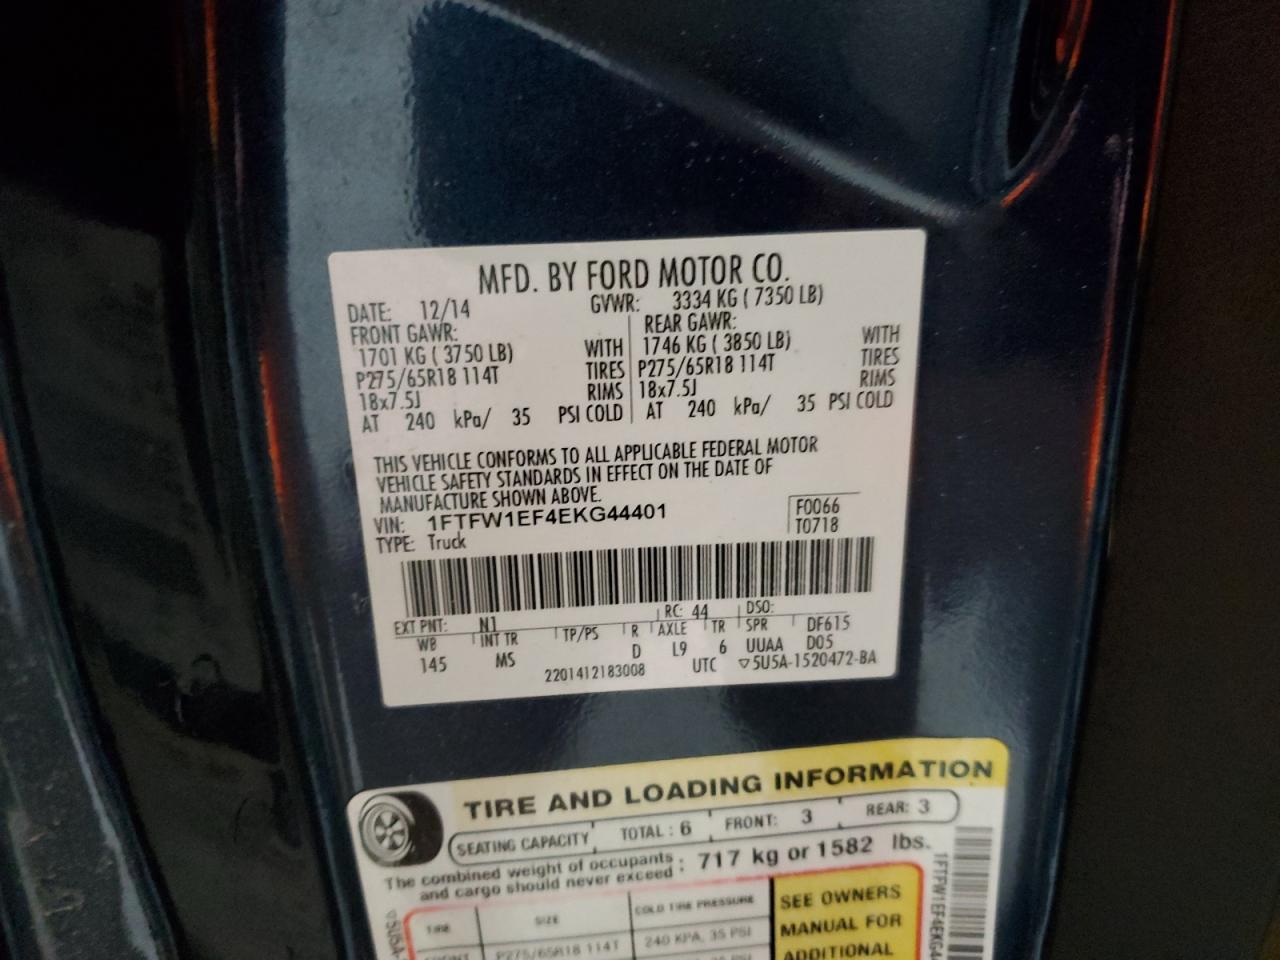 MFD. BY FORD MOTOR CO.
DATE: 12/14 GVWR: 3334 KG ( 7350 LB)
FRONT GAWR: REAR GAWR:
1701 KG ( 3750 LB) WITH 1746 KG ( 3850 LB) WITH
P275/65R18 114T TIRES P275/65R18 114T TIRES
18x7.5J RIMS 18x7.5J RIMS
AT 240 kPa/ 35 PSI COLD AT 240 kPa/ 35 PSI COLD
THIS VEHICLE CONFORMS TO ALL APPLICABLE FEDERAL MOTOR
VEHICLE SAFETY STANDARDS IN EFFECT ON THE DATE OF
MANUFACTURE SHOWN ABOVE.
VIN: 1FTFW1EF4EKG44401 F0066
TYPE: Truck T0718
EXT PNT: N1 RC: 44 DSO:
WB INT TR TP/PS R AXLE TR SPR DF615
145 MS D L9 6 UUAA D05
2201412183008 UTC ▽5U5A-1520472-BA
TIRE AND LOADING INFORMATION
SEATING CAPACITY TOTAL : 6 FRONT: 3 REAR: 3
The combined weight of occupants : 717 kg or 1582 lbs.
and cargo should never exceed
TIRE SIZE COLD TIRE PRESSURE SEE OWNERS
FRONT P275/65R18 114T 240 KPA, 35 PSI MANUAL FOR
ADDITIONAL
▽5U5A-
1FTFW1EF4EKG4